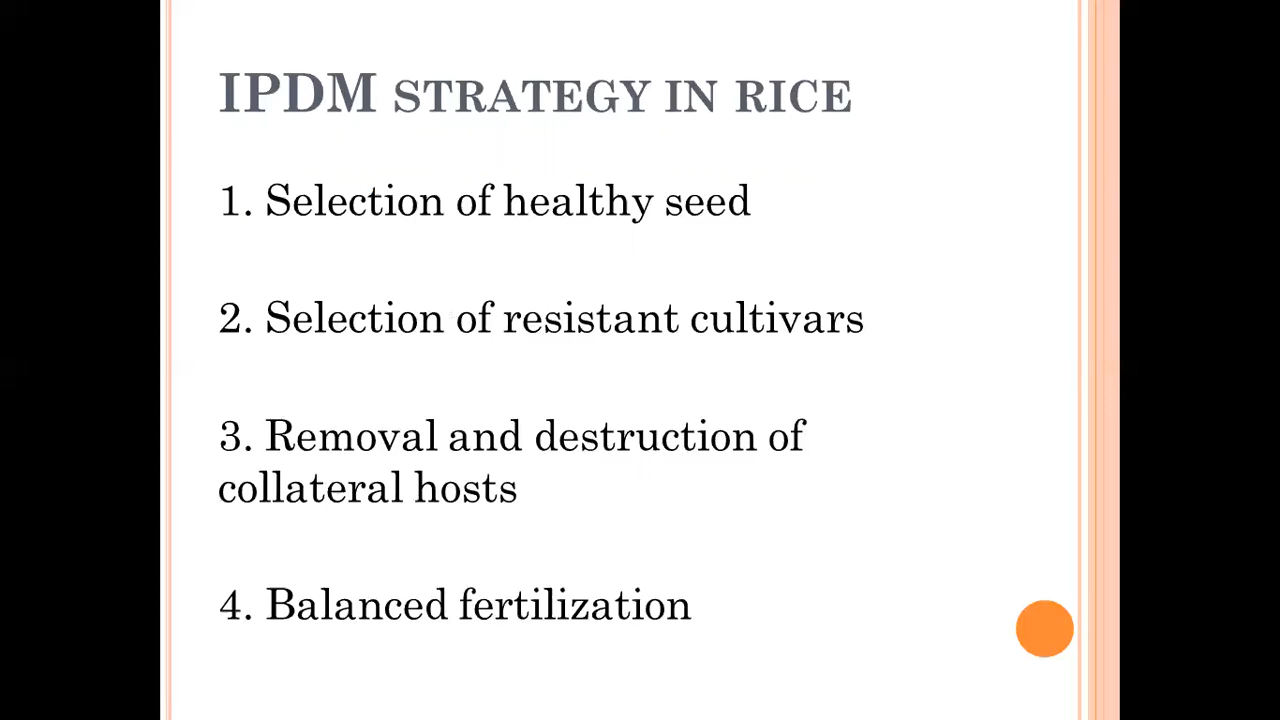 IPDM STRATEGY IN RICE
1. Selection of healthy seed
2. Selection of resistant cultivars
3. Removal and destruction of
collateral hosts
4. Balanced fertilization